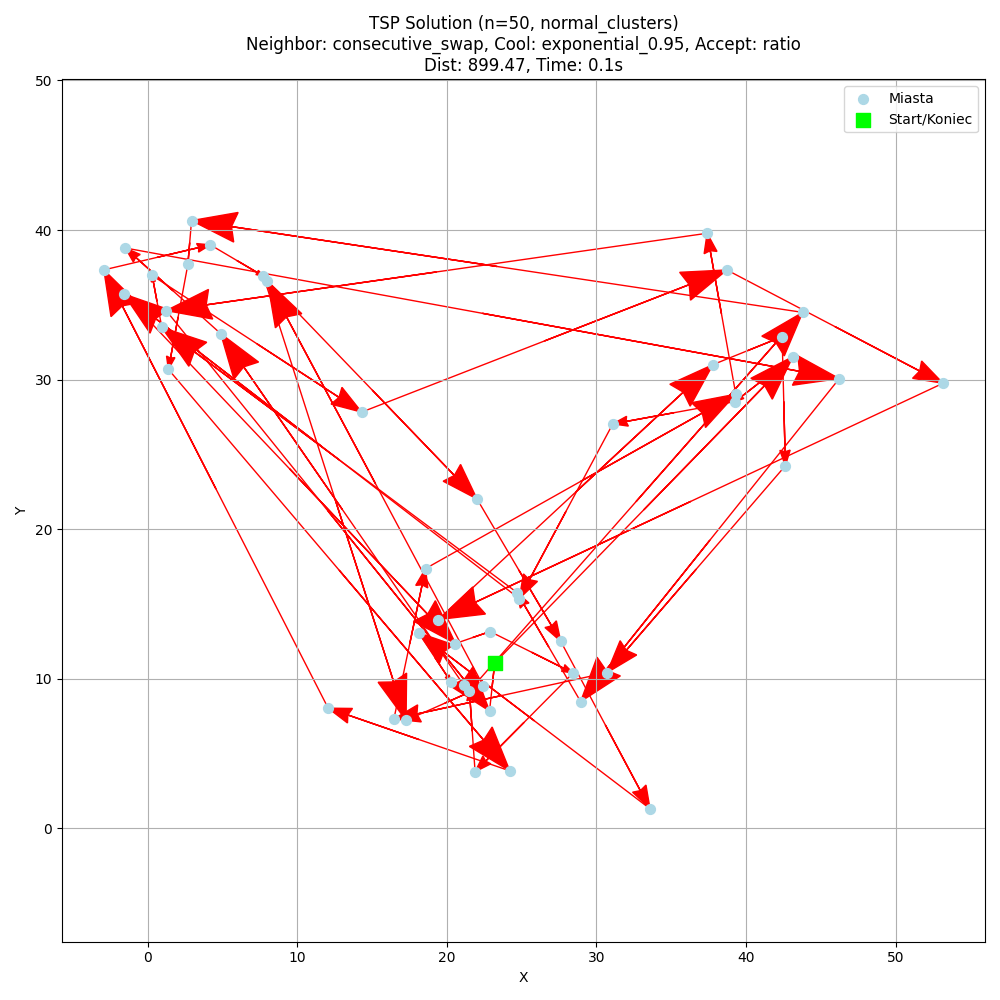 TSP Solution (n=50, normal_clusters)
Neighbor: consecutive_swap, Cool: exponential_0.95, Accept: ratio
Dist: 899.47, Time: 0.1s
Miasta
Start/Koniec
50
40
30
20
10
0
Y
0 10 20 30 40 50
X